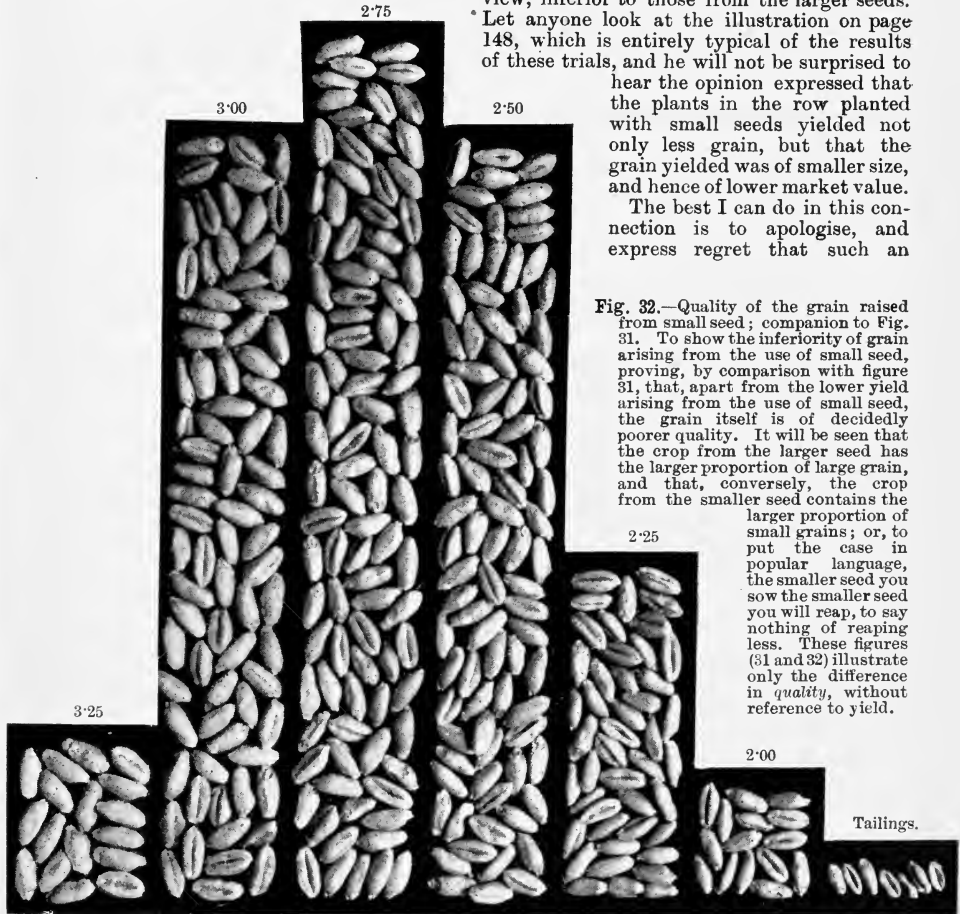 view, inferior to those from the larger seeds.
Let anyone look at the illustration on page
148, which is entirely typical of the results
of these trials, and he will not be surprised to
hear the opinion expressed that
the plants in the row planted
with small seeds yielded not
only less grain, but that the
grain yielded was of smaller size,
and hence of lower market value.
The best I can do in this con-
nection is to apologise, and
express regret that such an
Fig. 32.—Quality of the grain raised
from small seed; companion to Fig.
31. To show the inferiority of grain
arising from the use of small seed,
proving, by comparison with figure
31, that, apart from the lower yield
arising from the use of small seed,
the grain itself is of decidedly
poorer quality. It will be seen that
the crop from the larger seed has
the larger proportion of large grain,
and that, conversely, the crop
from the smaller seed contains the
larger proportion of
small grains; or, to
put the case in
popular language,
the smaller seed you
sow the smaller seed
you will reap, to say
nothing of reaping
less. These figures
(31 and 32) illustrate
only the difference
in quality, without
reference to yield.
3·25
3·00
2·75
2·50
2·25
2·00
Tailings.